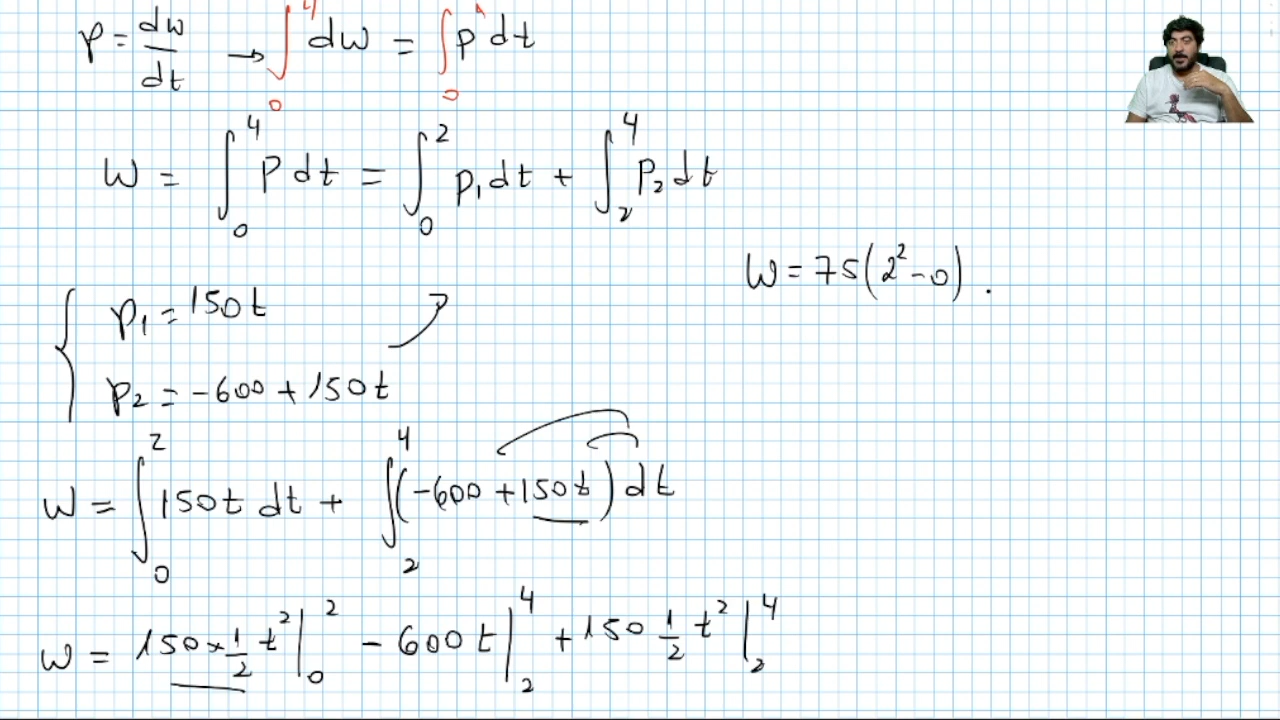 p = dw/dt → ∫₀⁴ dw = ∫₀ p dt
W = ∫₀⁴ P dt = ∫₀² p₁ dt + ∫₂⁴ P₂ dt
W = 75(2² - 0) .
p₁ = 150t
p₂ = -600 + 150t
W = ∫₀² 150t dt + ∫₂⁴ (-600 + 150t) dt
W = 150 × 1/2 t² |₀² - 600 t |₂⁴ + 150 1/2 t² |₂⁴